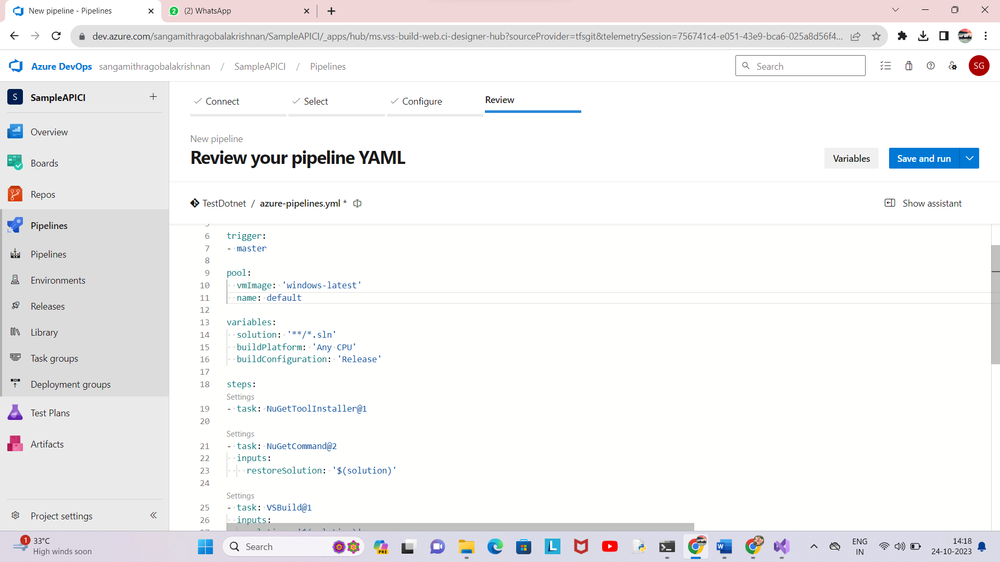 New pipeline - Pipelines
2
(2) WhatsApp
dev.azure.com/sangamithragobalakrishnan/SampleAPICI/_apps/hub/ms.vss-build-web.ci-designer-hub?sourceProvider=tfsgit&telemetrySession=756741c4-e051-43e9-bca6-025a8d56f4...
Azure DevOps sangamithragobalakrishnan / SampleAPICI / Pipelines
Search
SG
S SampleAPICI
Overview
Boards
Repos
Pipelines
Pipelines
Environments
Releases
Library
Task groups
Deployment groups
Test Plans
Artifacts
Project settings
Connect
Select
Configure
Review
New pipeline
Review your pipeline YAML
Variables
Save and run
TestDotnet / azure-pipelines.yml *
Show assistant
6 trigger:
7 - master
8
9 pool:
10 vmImage: 'windows-latest'
11 name: default
12
13 variables:
14 solution: '**/*.sln'
15 buildPlatform: 'Any CPU'
16 buildConfiguration: 'Release'
17
18 steps:
Settings
19 - task: NuGetToolInstaller@1
20
Settings
21 - task: NuGetCommand@2
22 inputs:
23 restoreSolution: '$(solution)'
24
Settings
25 - task: VSBuild@1
26 inputs:
1
33°C
High winds soon
Search
PRE
L
W
ENG
IN
14:18
24-10-2023